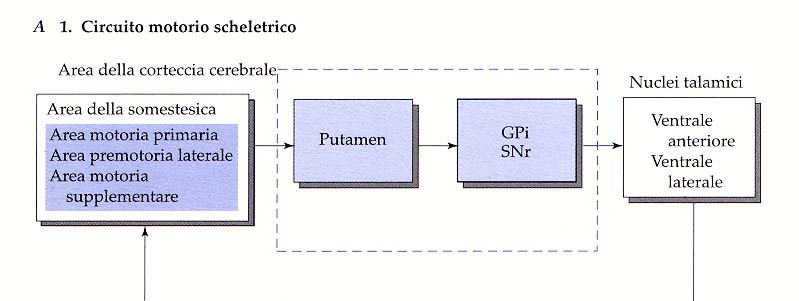 A 1. Circuito motorio scheletrico
Area della corteccia cerebrale
Area della somestesica
Area motoria primaria
Area premotoria laterale
Area motoria
supplementare
Putamen
GPi
SNr
Nuclei talamici
Ventrale
anteriore
Ventrale
laterale